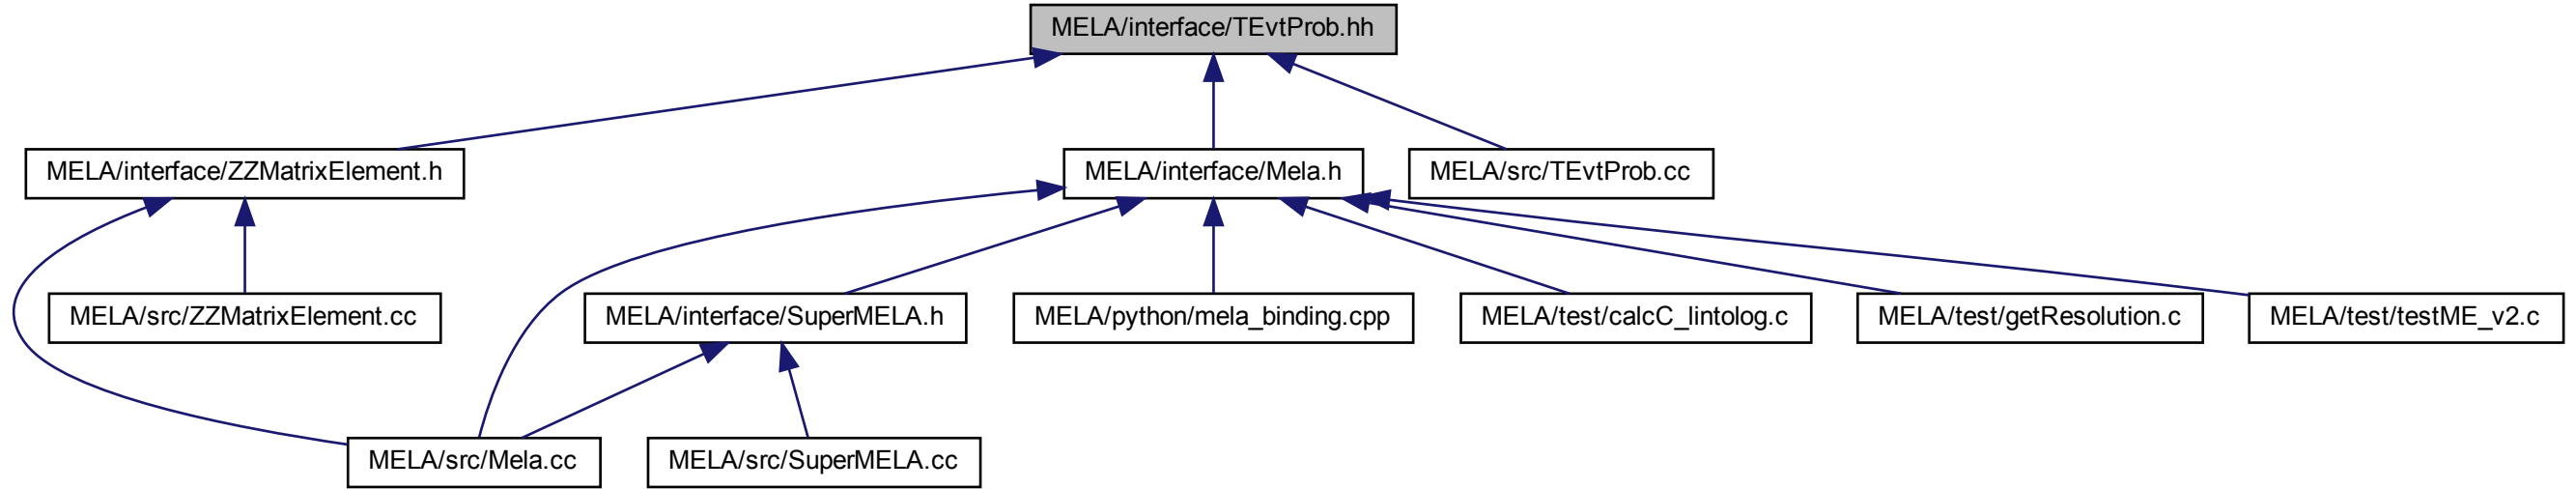 MELA/interface/TEvtProb.hh
MELA/interface/ZZMatrixElement.h
MELA/interface/Mela.h
MELA/src/TEvtProb.cc
MELA/src/ZZMatrixElement.cc
MELA/interface/SuperMELA.h
MELA/python/mela_binding.cpp
MELA/test/calcC_lintolog.c
MELA/test/getResolution.c
MELA/test/testME_v2.c
MELA/src/Mela.cc
MELA/src/SuperMELA.cc